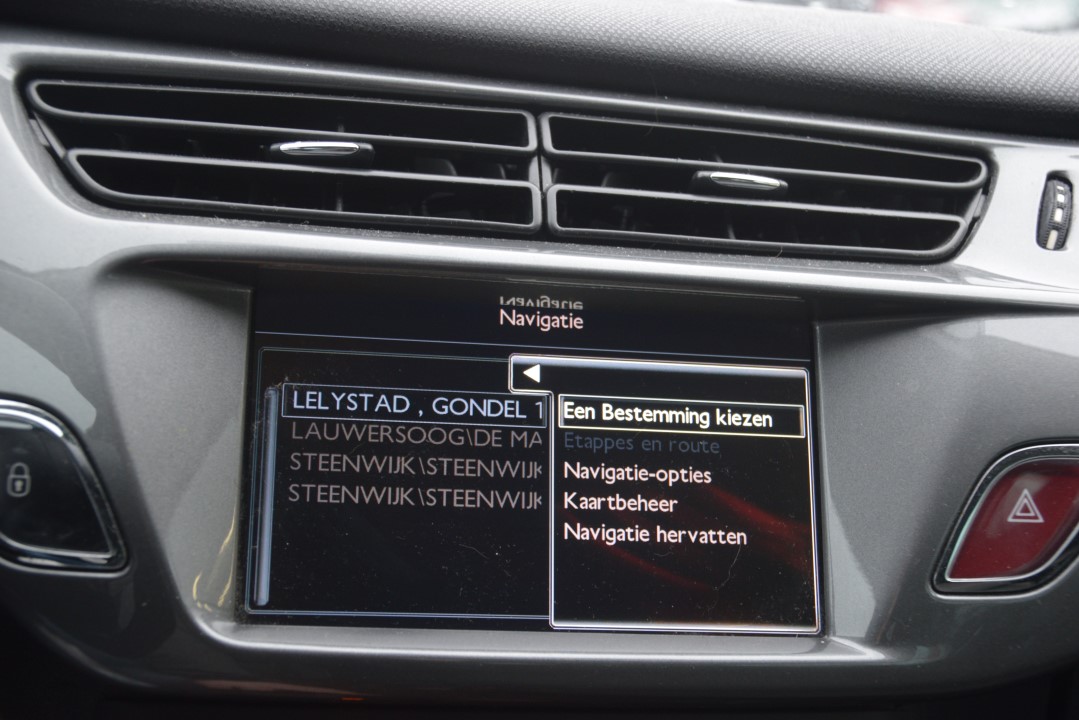 Navigatie
Navigatie
LELYSTAD , GONDEL 1
LAUWERSOOG\DE MA
STEENWIJK\STEENWIJK
STEENWIJK\STEENWIJK
Een Bestemming kiezen
Etappes en route
Navigatie-opties
Kaartbeheer
Navigatie hervatten